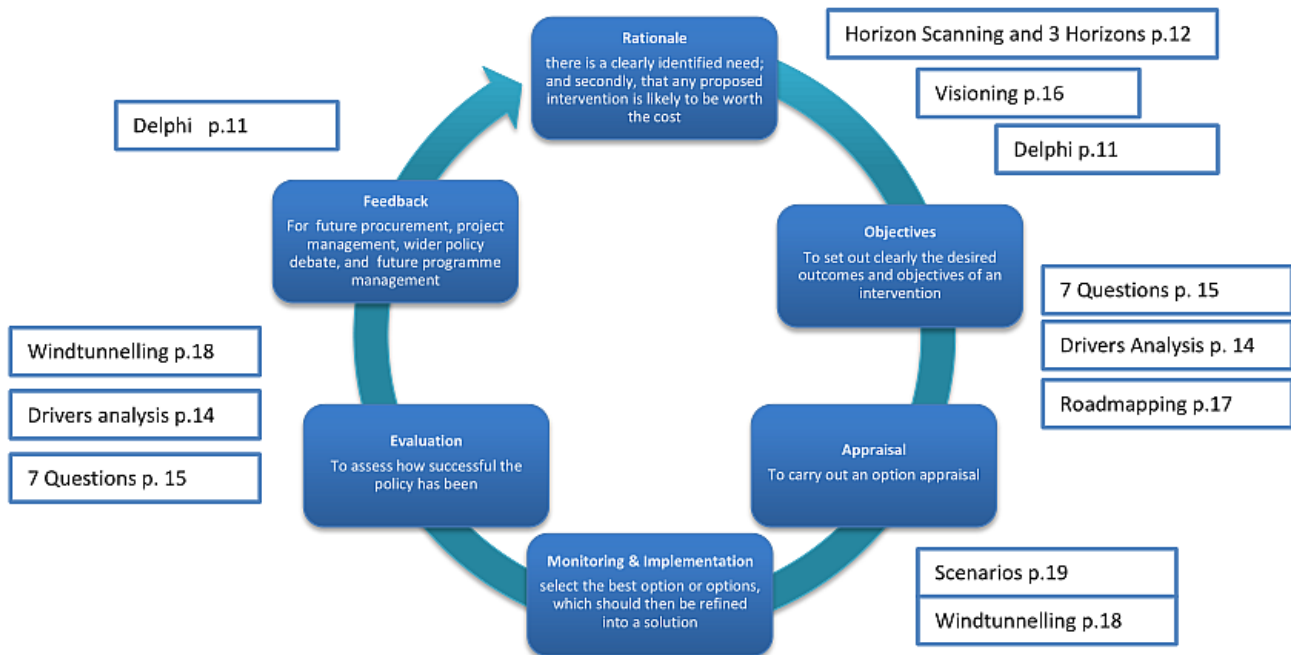 Rationale
there is a clearly identified need;
and secondly, that any proposed
intervention is likely to be worth
the cost
Horizon Scanning and 3 Horizons p.12
Visioning p.16
Delphi p.11
Objectives
To set out clearly the desired
outcomes and objectives of an
intervention
7 Questions p. 15
Drivers Analysis p. 14
Roadmapping p.17
Appraisal
To carry out an option appraisal
Scenarios p.19
Windtunnelling p.18
Monitoring & Implementation
select the best option or options,
which should then be refined
into a solution
Evaluation
To assess how successful the
policy has been
Windtunnelling p.18
Drivers analysis p.14
7 Questions p. 15
Feedback
For future procurement, project
management, wider policy
debate, and future programme
management
Delphi p.11